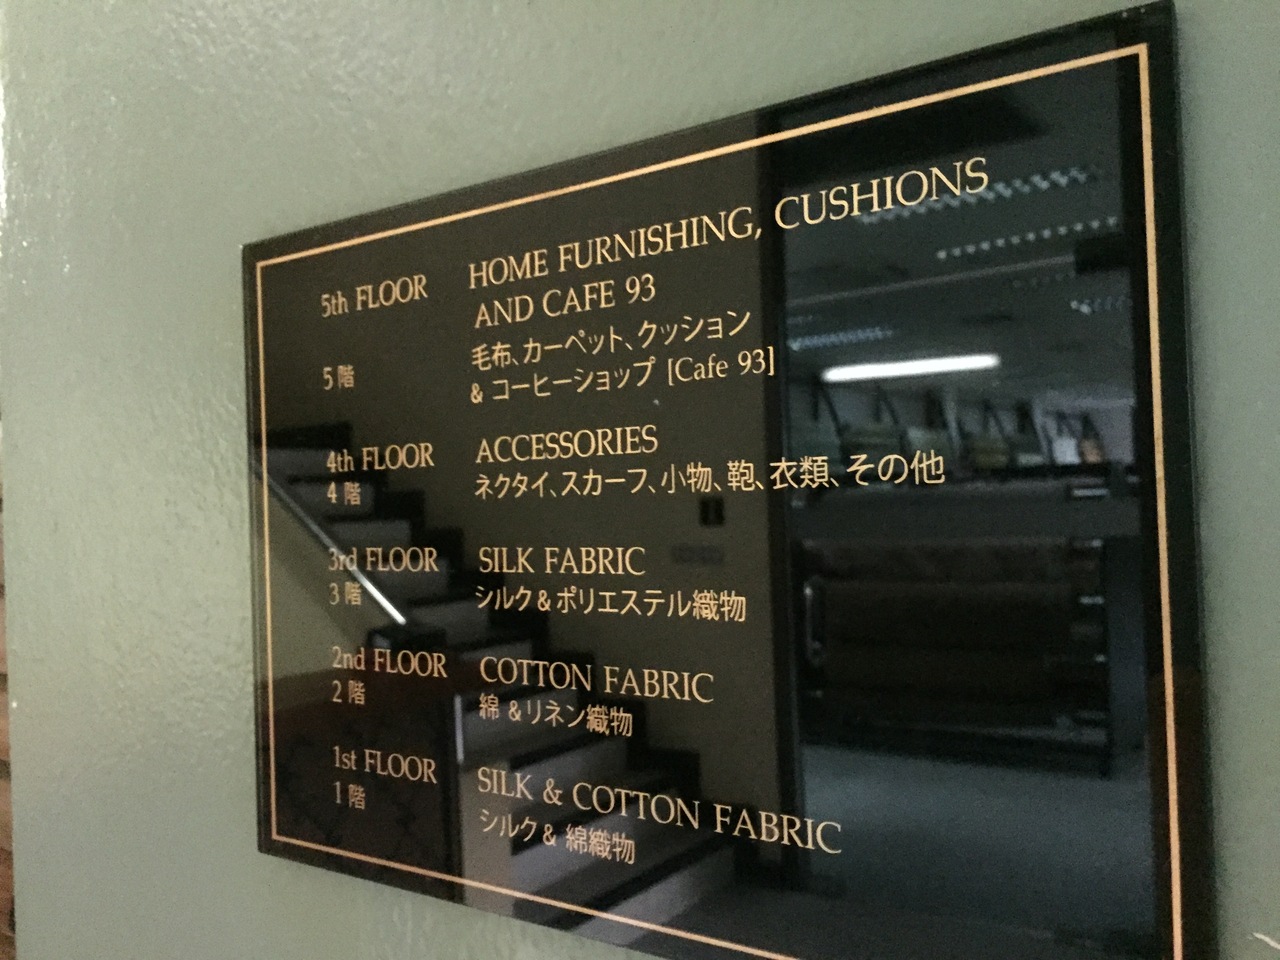 5th FLOOR HOME FURNISHING, CUSHIONS
AND CAFE 93
5 階 毛布、カーペット、クッション
& コーヒーショップ [Cafe 93]
4th FLOOR ACCESSORIES
4 階 ネクタイ、スカーフ、小物、鞄、衣類、その他
3rd FLOOR SILK FABRIC
3 階 シルク & ポリエステル織物
2nd FLOOR COTTON FABRIC
2 階 綿 & リネン織物
1st FLOOR SILK & COTTON FABRIC
1 階 シルク & 綿織物